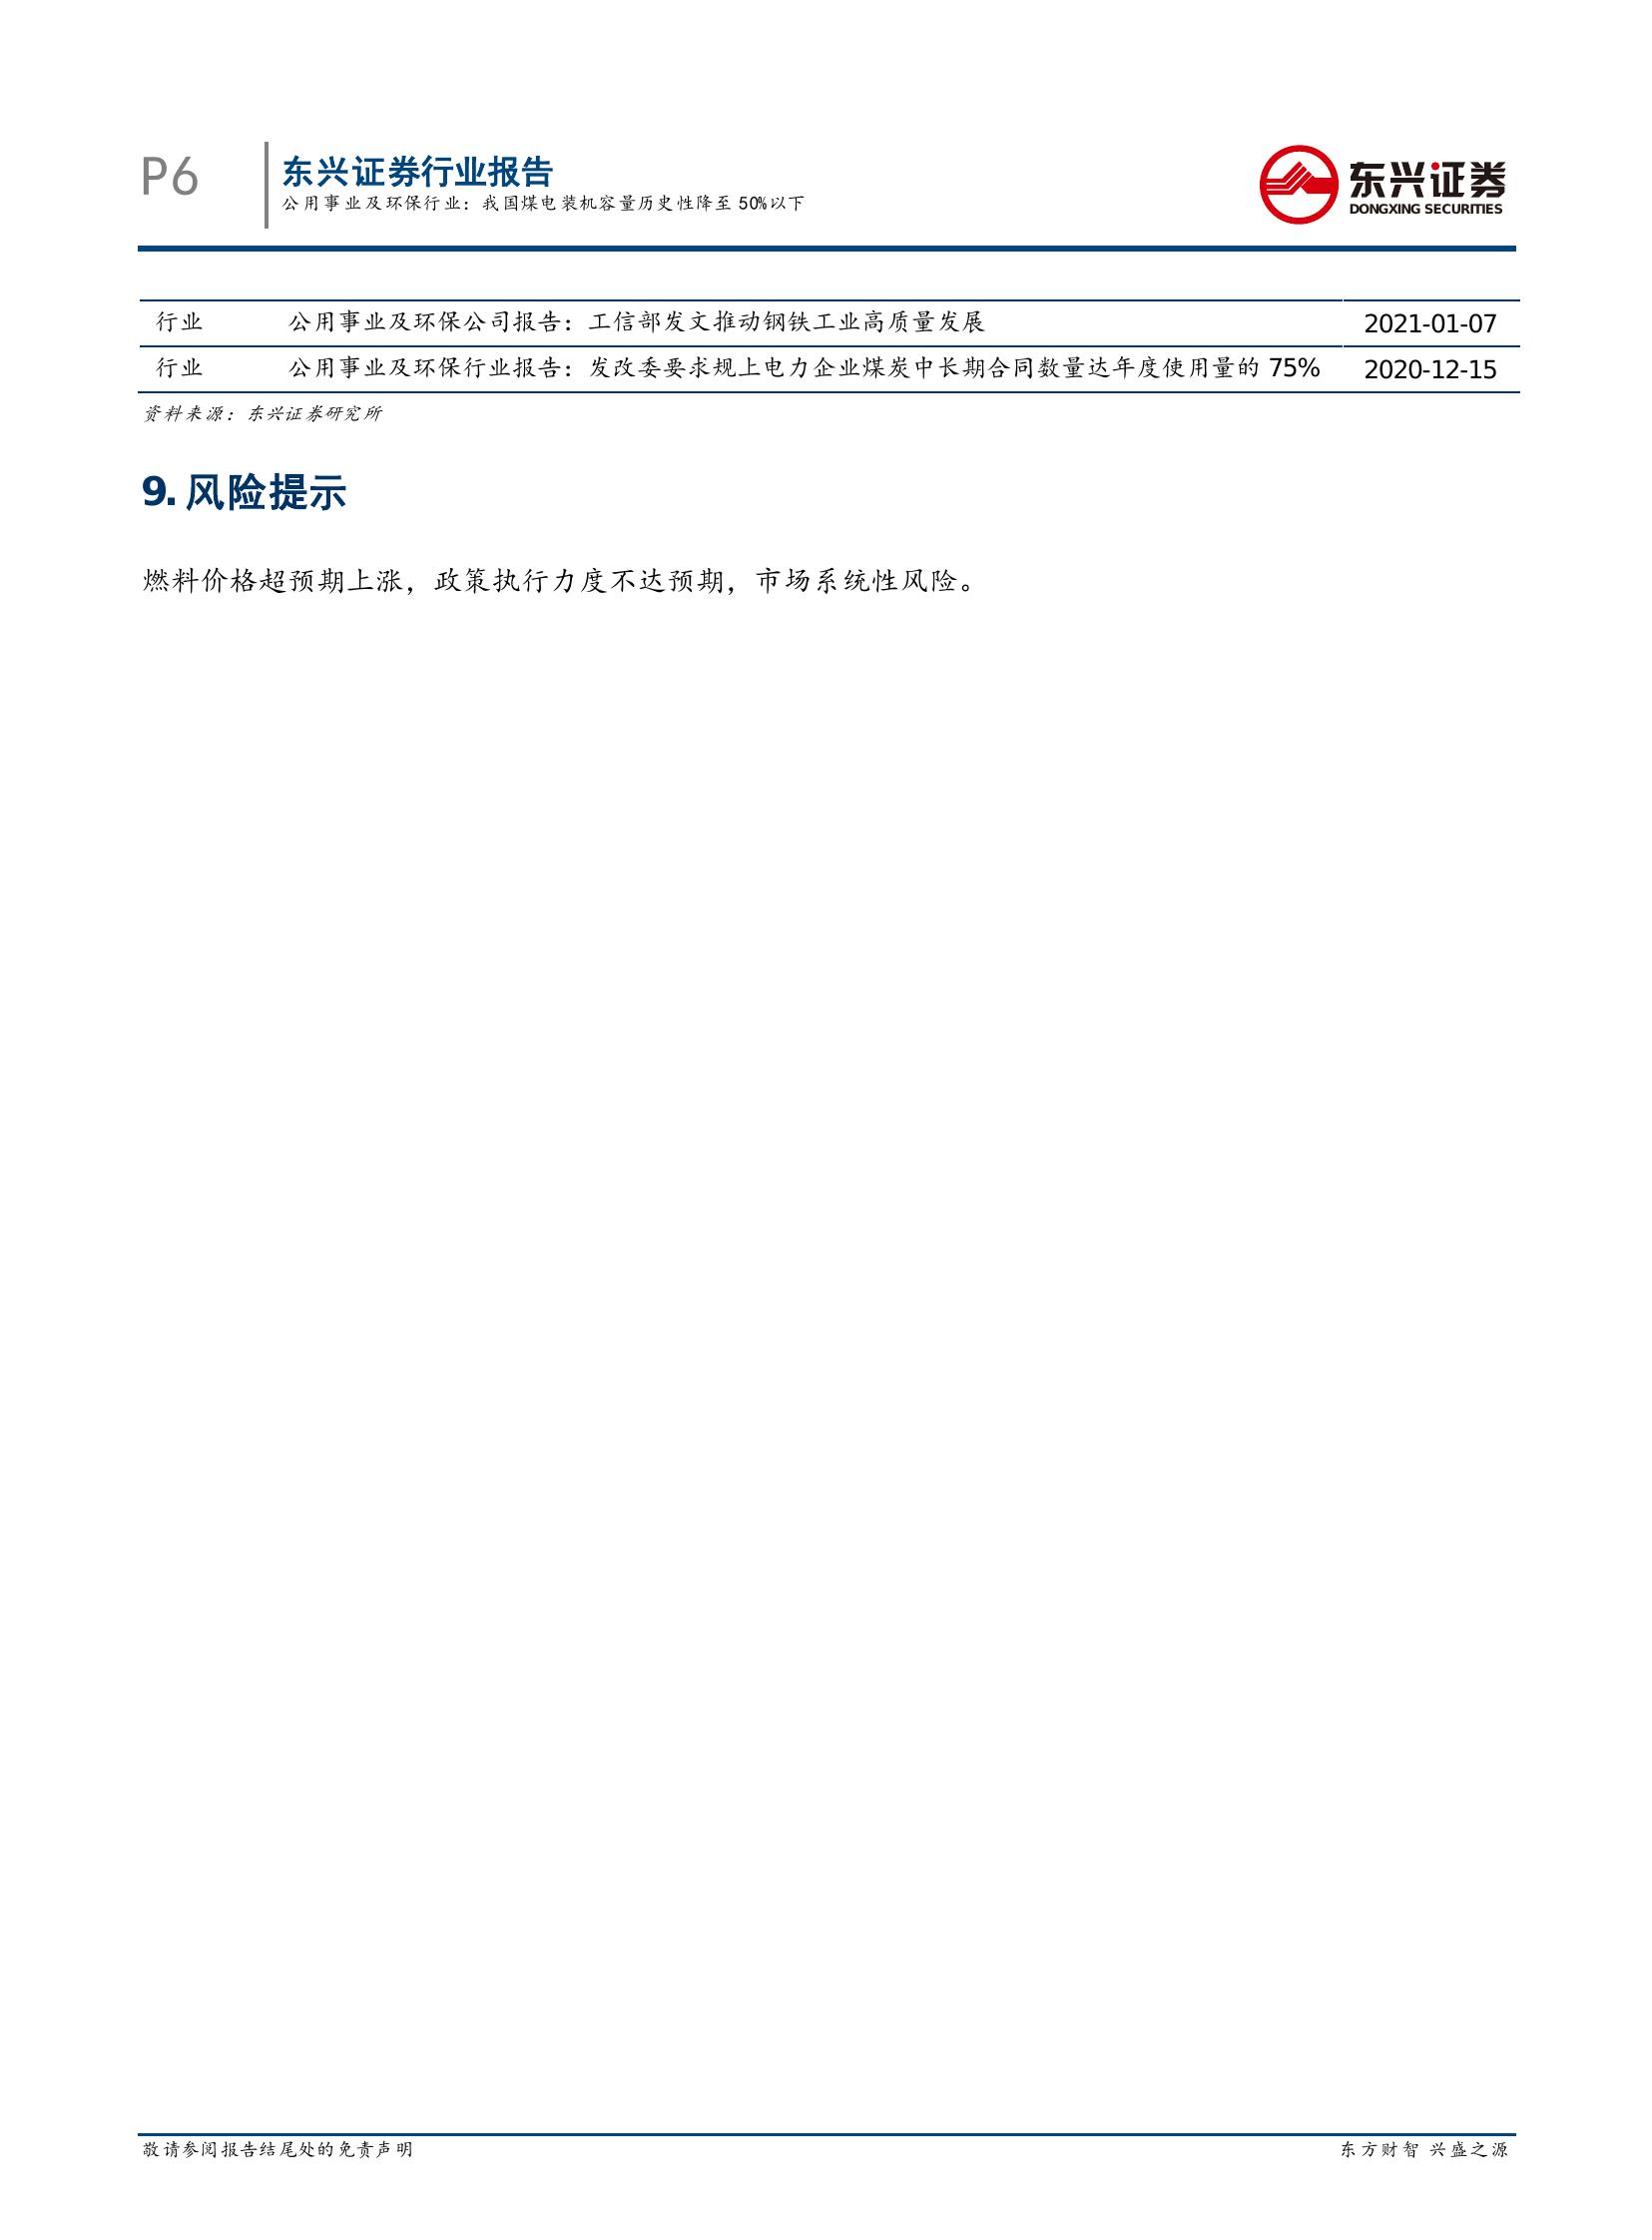 P6
东兴证券行业报告
公用事业及环保行业：我国煤电装机容量历史性降至 50%以下
东兴证券
DONGXING SECURITIES
行业 公用事业及环保公司报告：工信部发文推动钢铁工业高质量发展 2021-01-07
行业 公用事业及环保行业报告：发改委要求规上电力企业煤炭中长期合同数量达年度使用量的 75% 2020-12-15
资料来源：东兴证券研究所
9. 风险提示
燃料价格超预期上涨，政策执行力度不达预期，市场系统性风险。
敬请参阅报告结尾处的免责声明 东方财智 兴盛之源